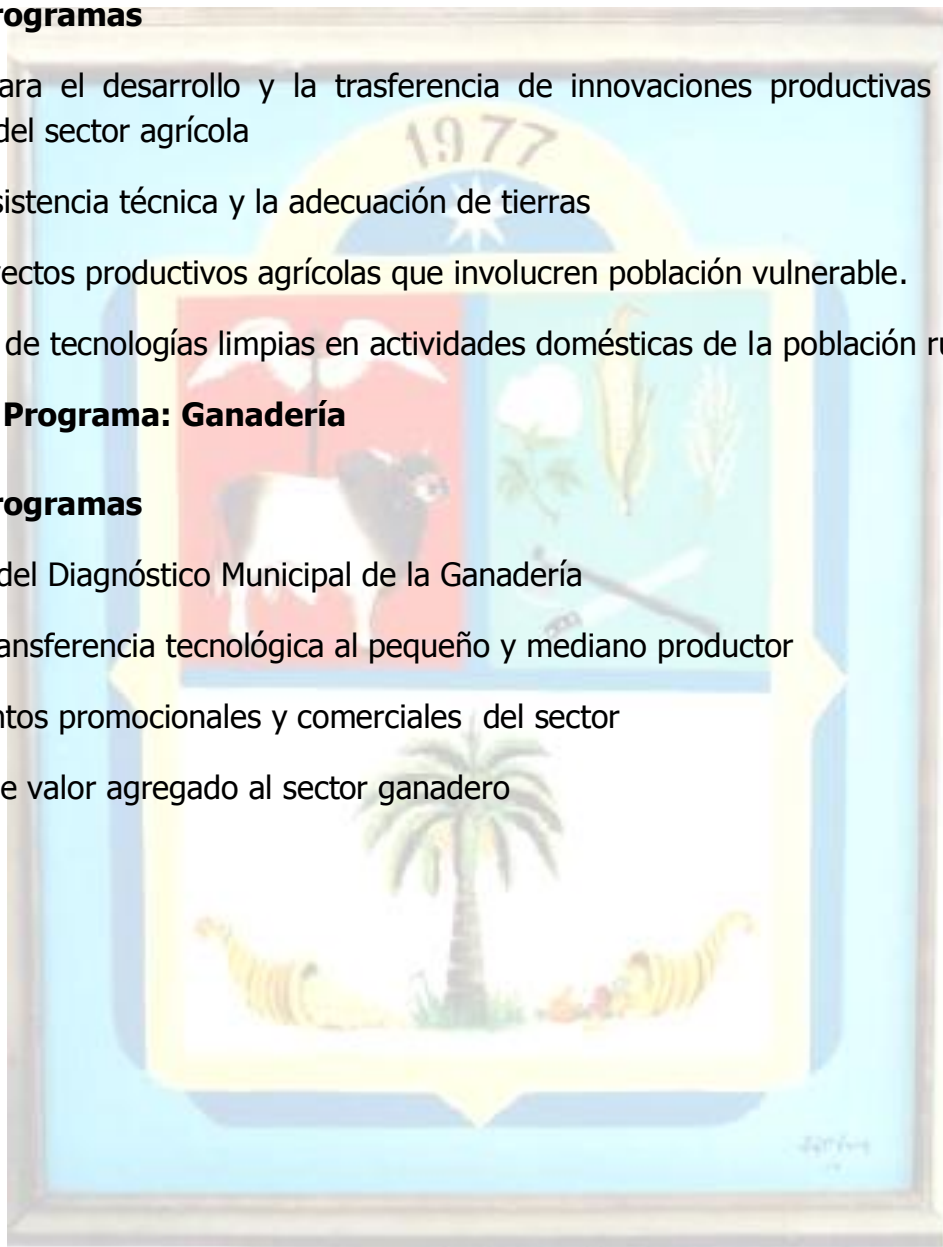 rogramas
ara el desarrollo y la trasferencia de innovaciones productivas
del sector agrícola
1977
sistencia técnica y la adecuación de tierras
yectos productivos agrícolas que involucren población vulnerable.
de tecnologías limpias en actividades domésticas de la población ru
Programa: Ganadería
rogramas
del Diagnóstico Municipal de la Ganadería
ansferencia tecnológica al pequeño y mediano productor
ntos promocionales y comerciales del sector
e valor agregado al sector ganadero